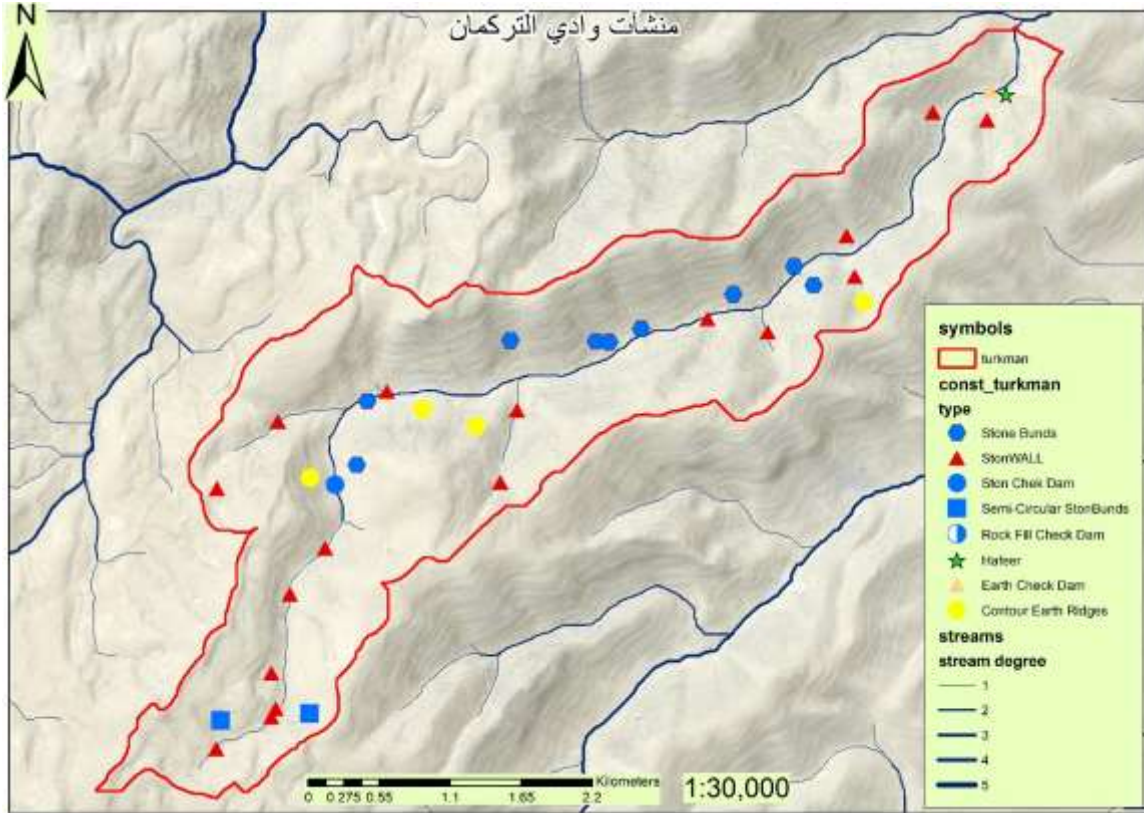 N
منشآت وادي التركمان
symbols
turkman
const_turkman
type
Stone Bunds
StonWALL
Ston Chek Dam
Semi-Circular StonBunds
Rock Fill Check Dam
Hafeer
Earth Check Dam
Contour Earth Ridges
streams
stream degree
1
2
3
4
5
Kilometers
0 0.275 0.55 1.1 1.65 2.2
1:30,000